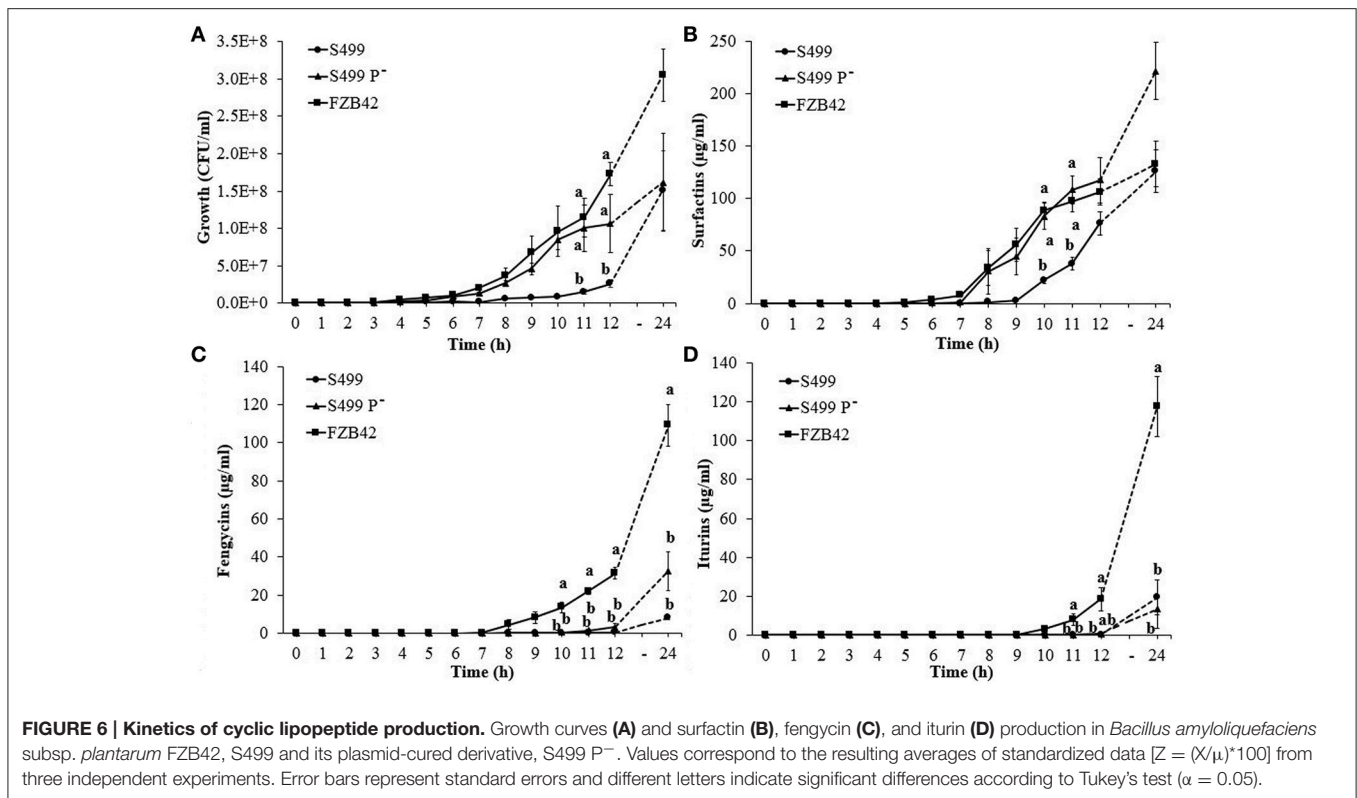 A
Growth (CFU/ml)
3.5E+8
3.0E+8
2.5E+8
2.0E+8
1.5E+8
1.0E+8
5.0E+7
0.0E+0
S499
S499 P⁻
FZB42
a
a
a
a
b
b
0 1 2 3 4 5 6 7 8 9 10 11 12 - 24
Time (h)
B
Surfactins (µg/ml)
250
200
150
100
50
0
S499
S499 P⁻
FZB42
a
a
a
a
b
b
0 1 2 3 4 5 6 7 8 9 10 11 12 - 24
Time (h)
C
Fengycins (µg/ml)
140
120
100
80
60
40
20
0
S499
S499 P⁻
FZB42
a
a
a
a
b
b
b
b
b
b
b
b
0 1 2 3 4 5 6 7 8 9 10 11 12 - 24
Time (h)
D
Iturins (µg/ml)
140
120
100
80
60
40
20
0
S499
S499 P⁻
FZB42
a
a
a
b
b b b ab
b
0 1 2 3 4 5 6 7 8 9 10 11 12 - 24
Time (h)
FIGURE 6 | Kinetics of cyclic lipopeptide production. Growth curves (A) and surfactin (B), fengycin (C), and iturin (D) production in Bacillus amyloliquefaciens
subsp. plantarum FZB42, S499 and its plasmid-cured derivative, S499 P⁻. Values correspond to the resulting averages of standardized data [Z = (X/µ)*100] from
three independent experiments. Error bars represent standard errors and different letters indicate significant differences according to Tukey's test (α = 0.05).